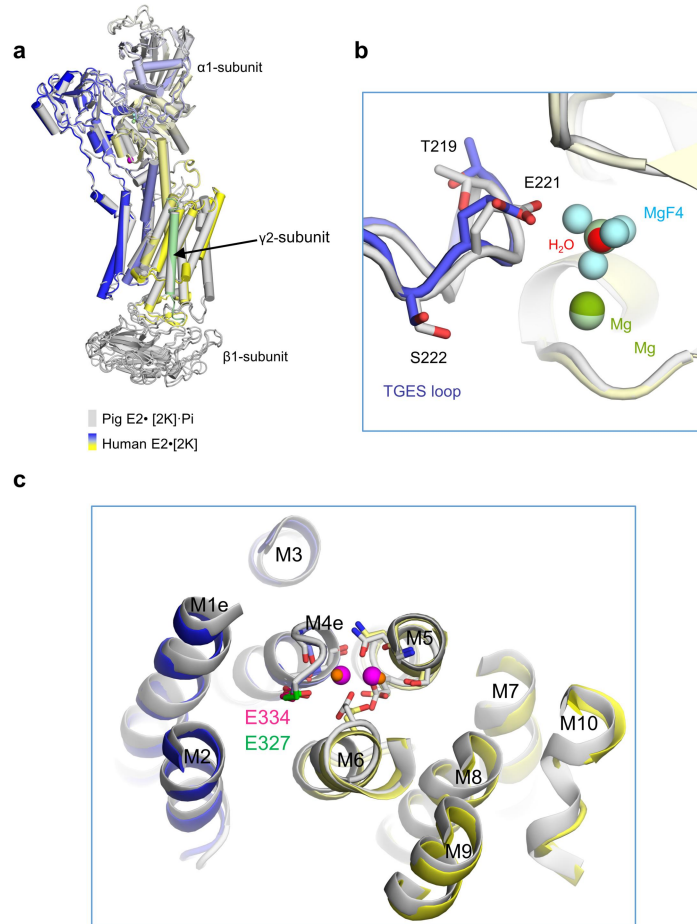 a
α1-subunit
γ2-subunit
β1-subunit
Pig E2• [2K]·Pi
Human E2•[2K]
b
T219
E221
MgF4
H₂O
Mg
Mg
S222
TGES loop
c
M3
M1e
M4e
M5
E334
E327
M7
M10
M2
M6
M8
M9